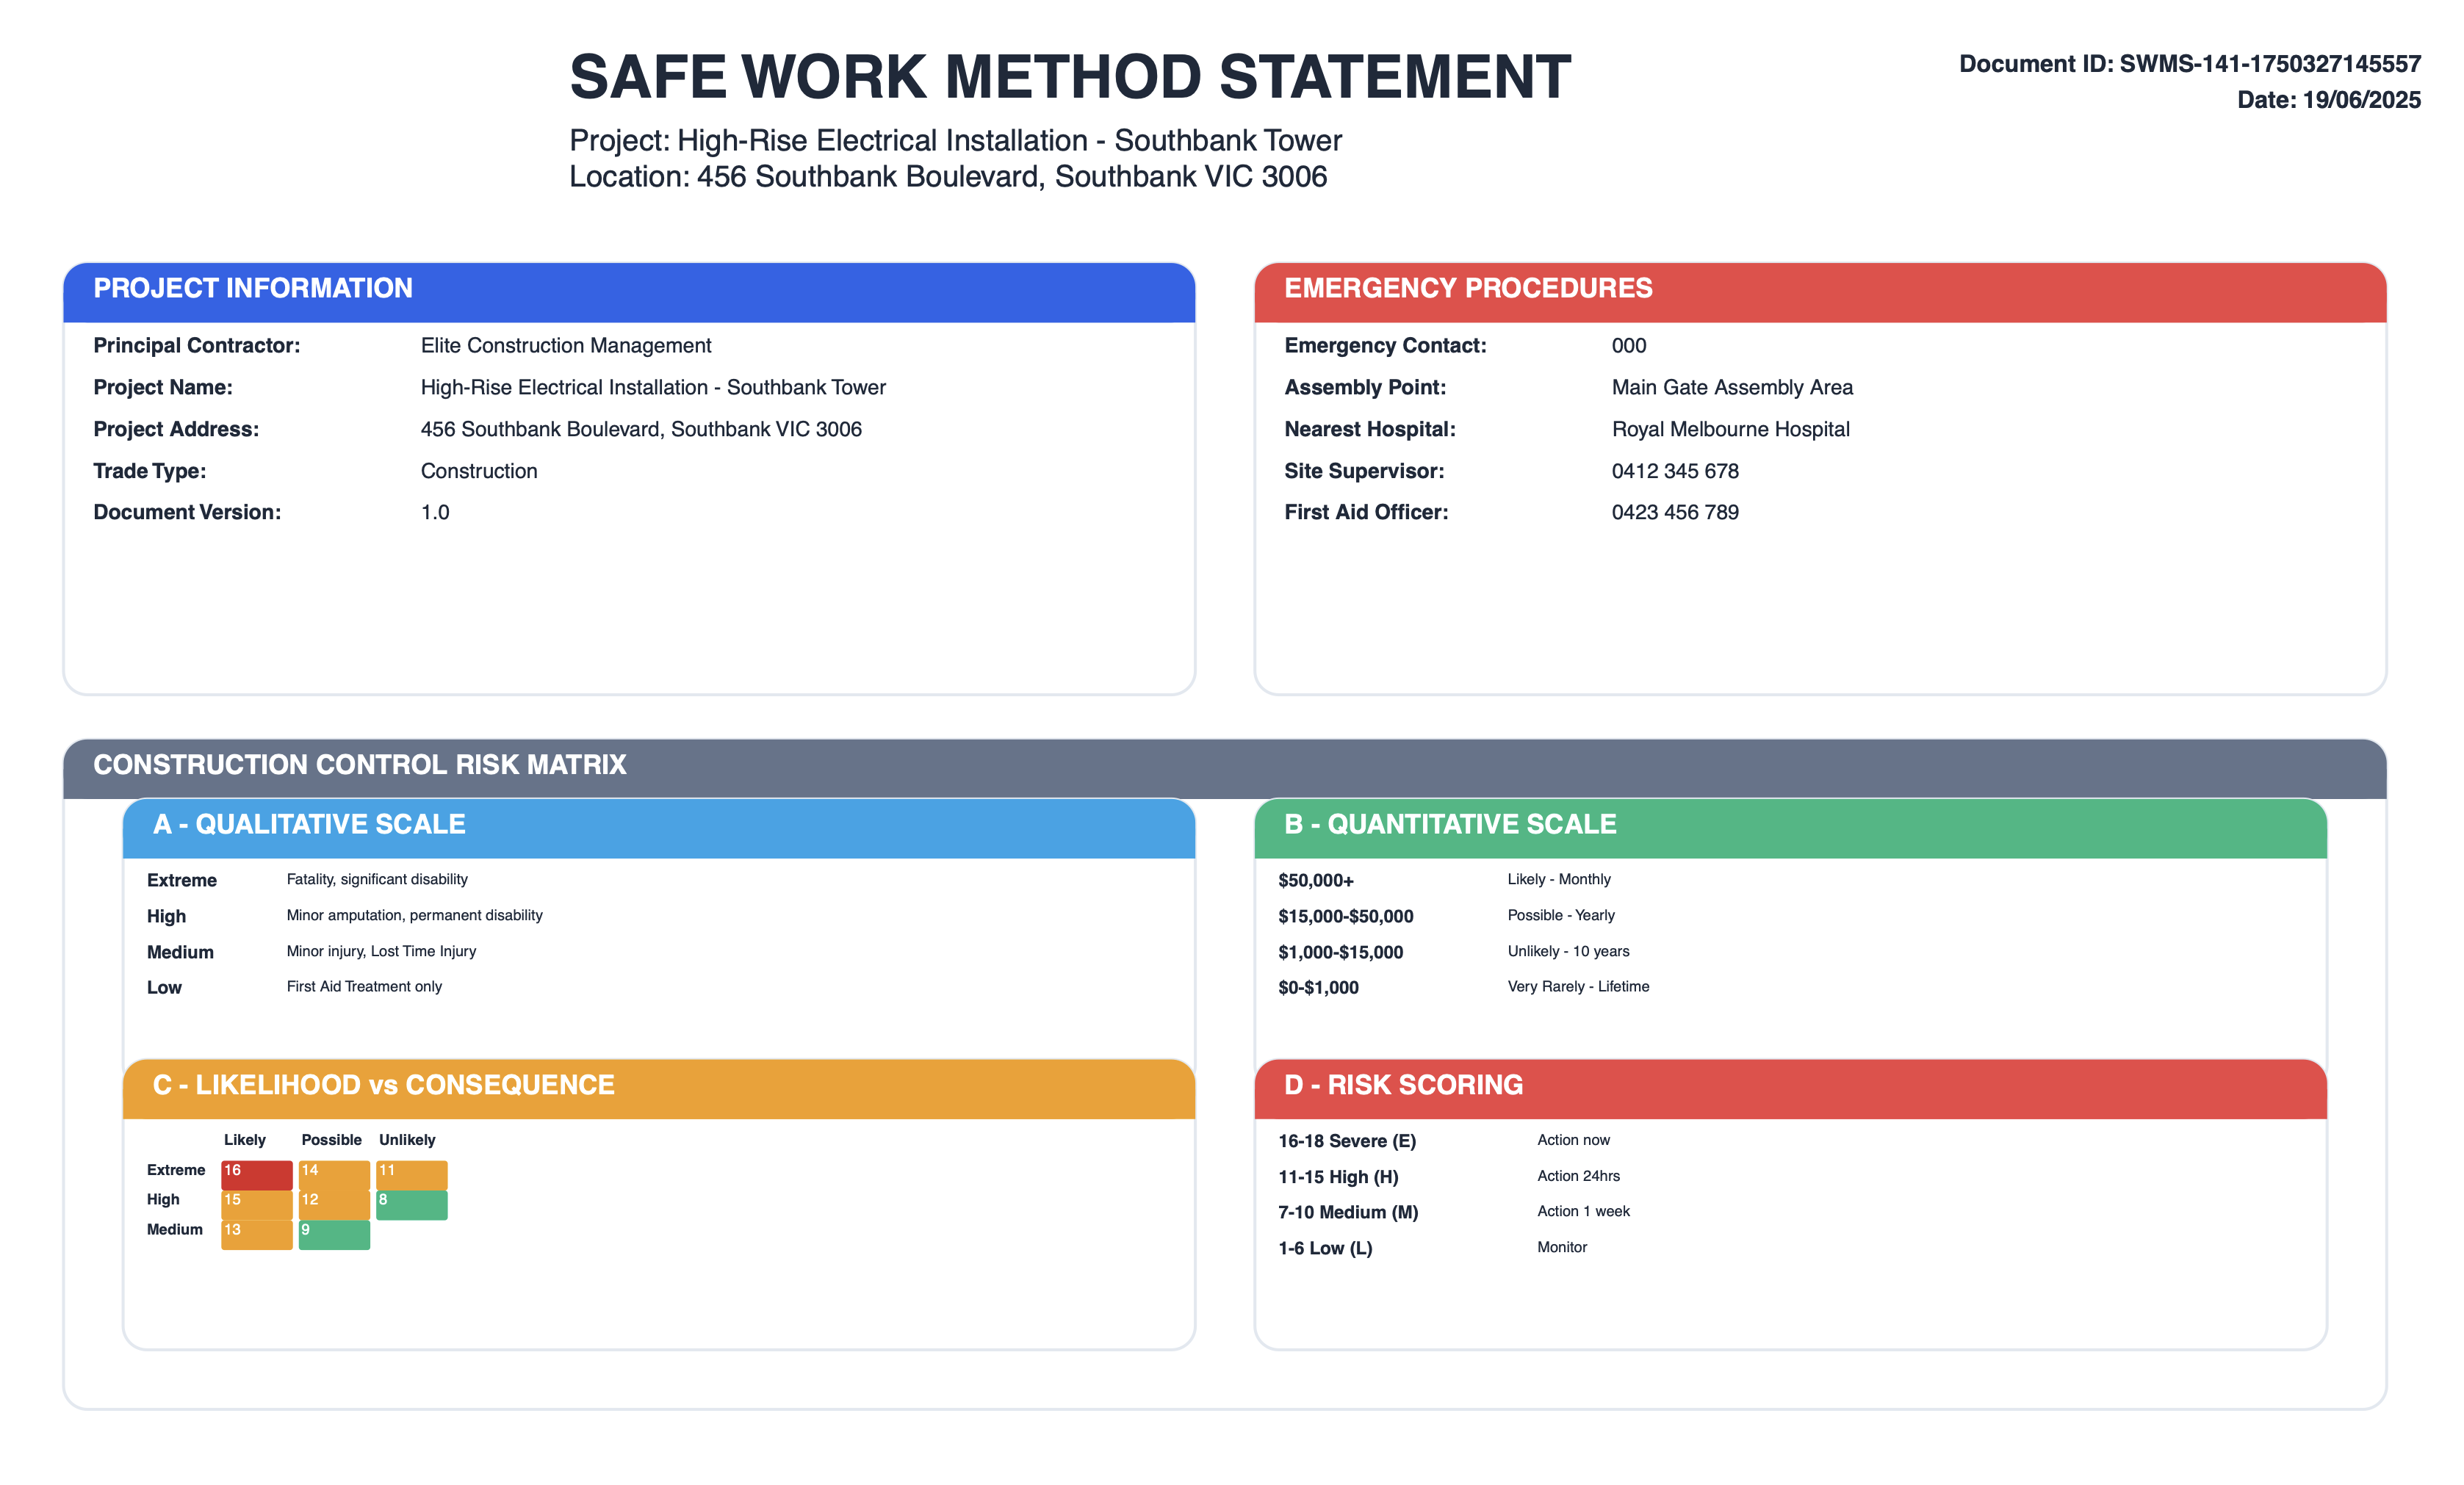 SAFE WORK METHOD STATEMENT
Project: High-Rise Electrical Installation - Southbank Tower
Location: 456 Southbank Boulevard, Southbank VIC 3006
Document ID: SWMS-141-1750327145557
Date: 19/06/2025
PROJECT INFORMATION
Principal Contractor: Elite Construction Management
Project Name: High-Rise Electrical Installation - Southbank Tower
Project Address: 456 Southbank Boulevard, Southbank VIC 3006
Trade Type: Construction
Document Version: 1.0
EMERGENCY PROCEDURES
Emergency Contact: 000
Assembly Point: Main Gate Assembly Area
Nearest Hospital: Royal Melbourne Hospital
Site Supervisor: 0412 345 678
First Aid Officer: 0423 456 789
CONSTRUCTION CONTROL RISK MATRIX
A - QUALITATIVE SCALE
Extreme Fatality, significant disability
High Minor amputation, permanent disability
Medium Minor injury, Lost Time Injury
Low First Aid Treatment only
B - QUANTITATIVE SCALE
$50,000+ Likely - Monthly
$15,000-$50,000 Possible - Yearly
$1,000-$15,000 Unlikely - 10 years
$0-$1,000 Very Rarely - Lifetime
C - LIKELIHOOD vs CONSEQUENCE
Likely Possible Unlikely
Extreme 16 14 11
High 15 12 8
Medium 13 9
D - RISK SCORING
16-18 Severe (E) Action now
11-15 High (H) Action 24hrs
7-10 Medium (M) Action 1 week
1-6 Low (L) Monitor